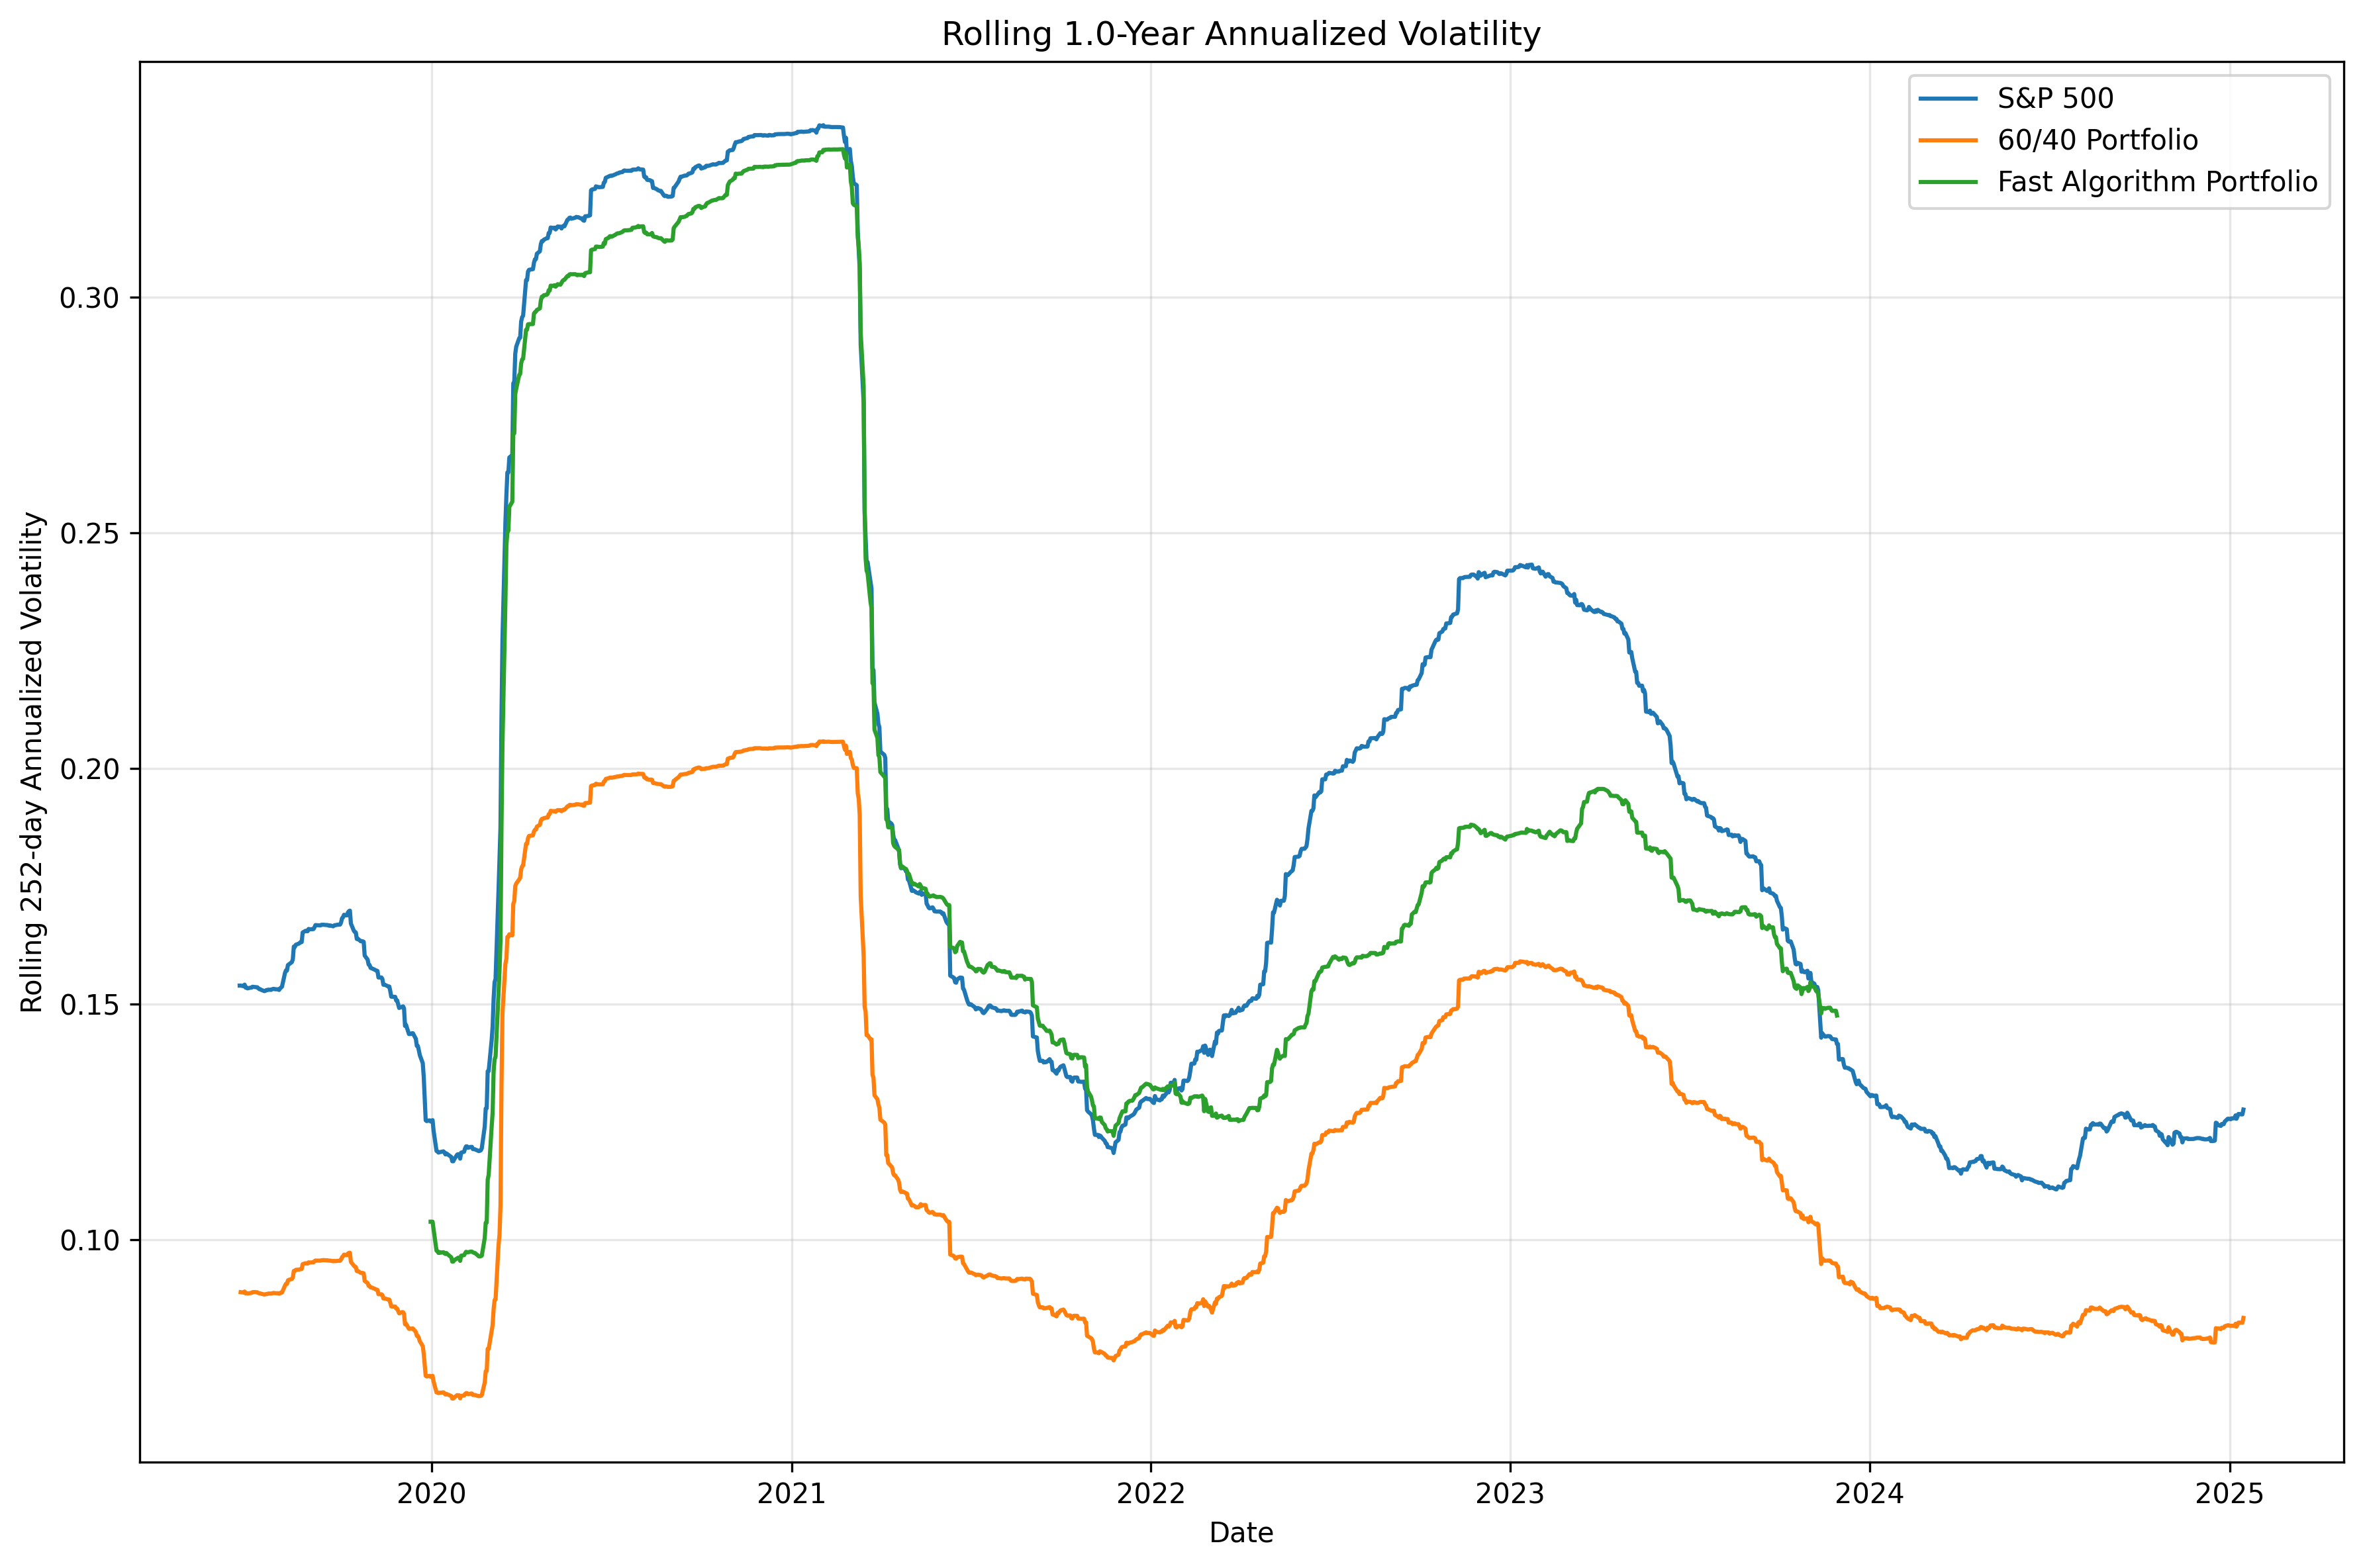 Rolling 1.0-Year Annualized Volatility
S&P 500
60/40 Portfolio
Fast Algorithm Portfolio
Rolling 252-day Annualized Volatility
0.30
0.25
0.20
0.15
0.10
2020
2021
2022
2023
2024
2025
Date